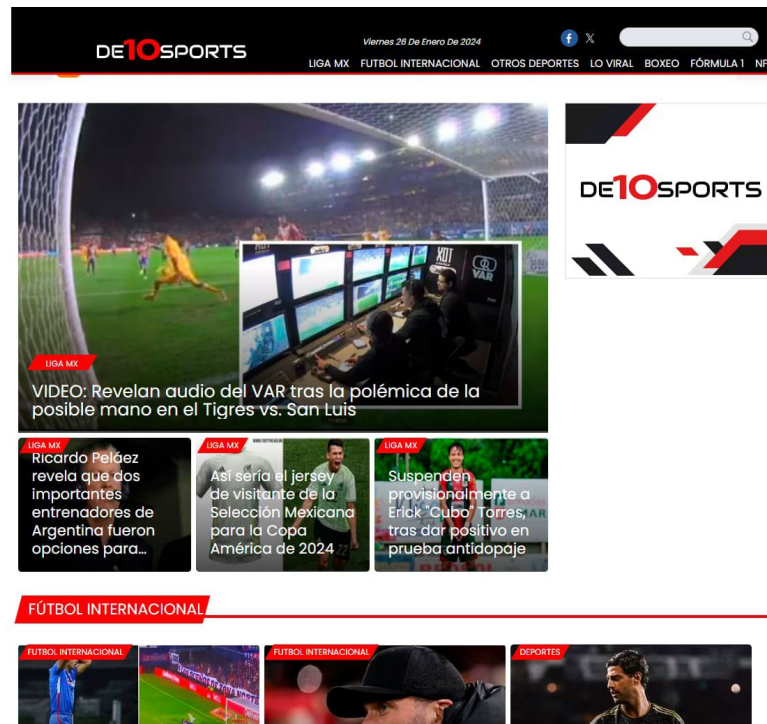 DE10SPORTS
Viernes 26 De Enero De 2024
LIGA MX FUTBOL INTERNACIONAL OTROS DEPORTES LO VIRAL BOXEO FÓRMULA 1
VAR
LIGA MX
VIDEO: Revelan audio del VAR tras la polémica de la
posible mano en el Tigres vs. San Luis
DE10SPORTS
LIGA MX
Ricardo Peláez
revela que dos
importantes
entrenadores de
Argentina fueron
opciones para...
LIGA MX
Así sería el jersey
de visitante de la
Selección Mexicana
para la Copa
América de 2024
22
LIGA MX
Suspenden
provisionalmente a
Erick "Cubo" Torres,
tras dar positivo en
prueba antidopaje
FÚTBOL INTERNACIONAL
FUTBOL INTERNACIONAL
FUTBOL INTERNACIONAL
DEPORTES